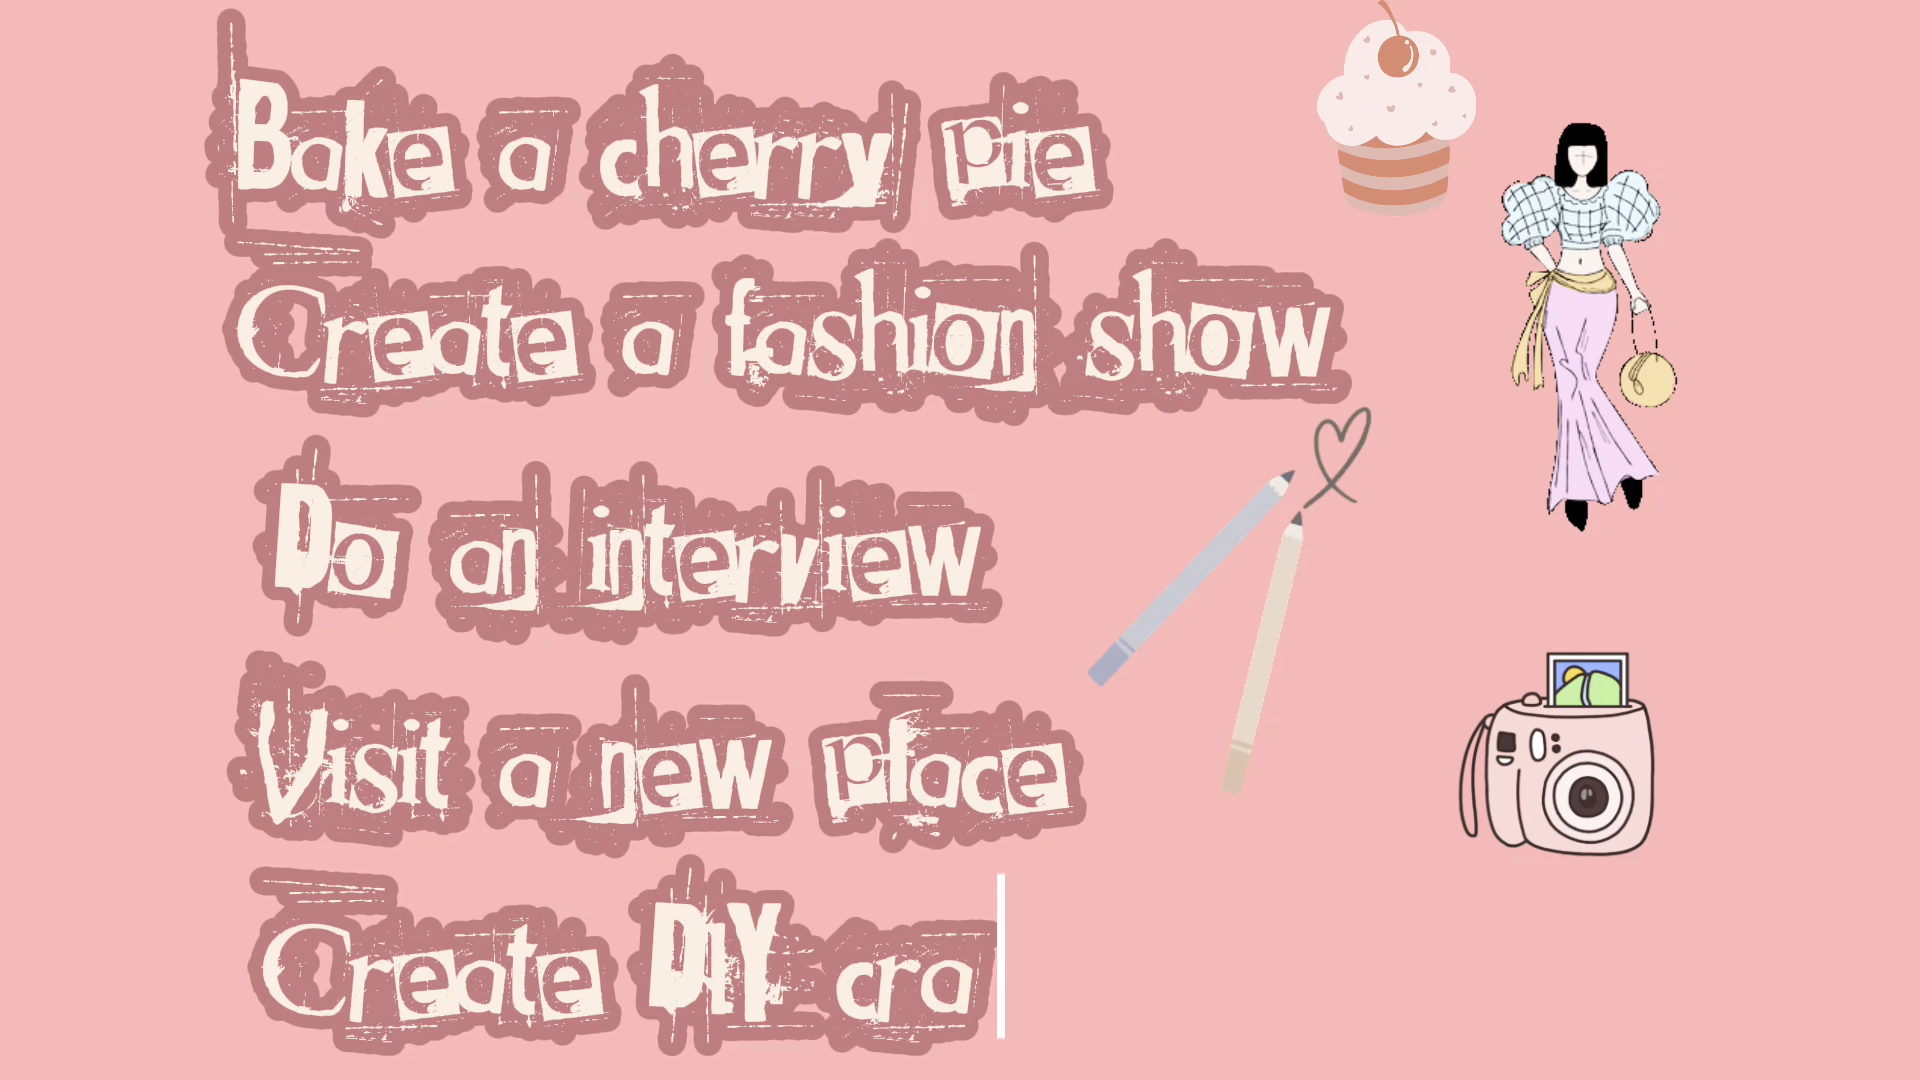 Bake a cherry pie
Create a fashion show
Do an interview
Visit a new place
Create DIY cra